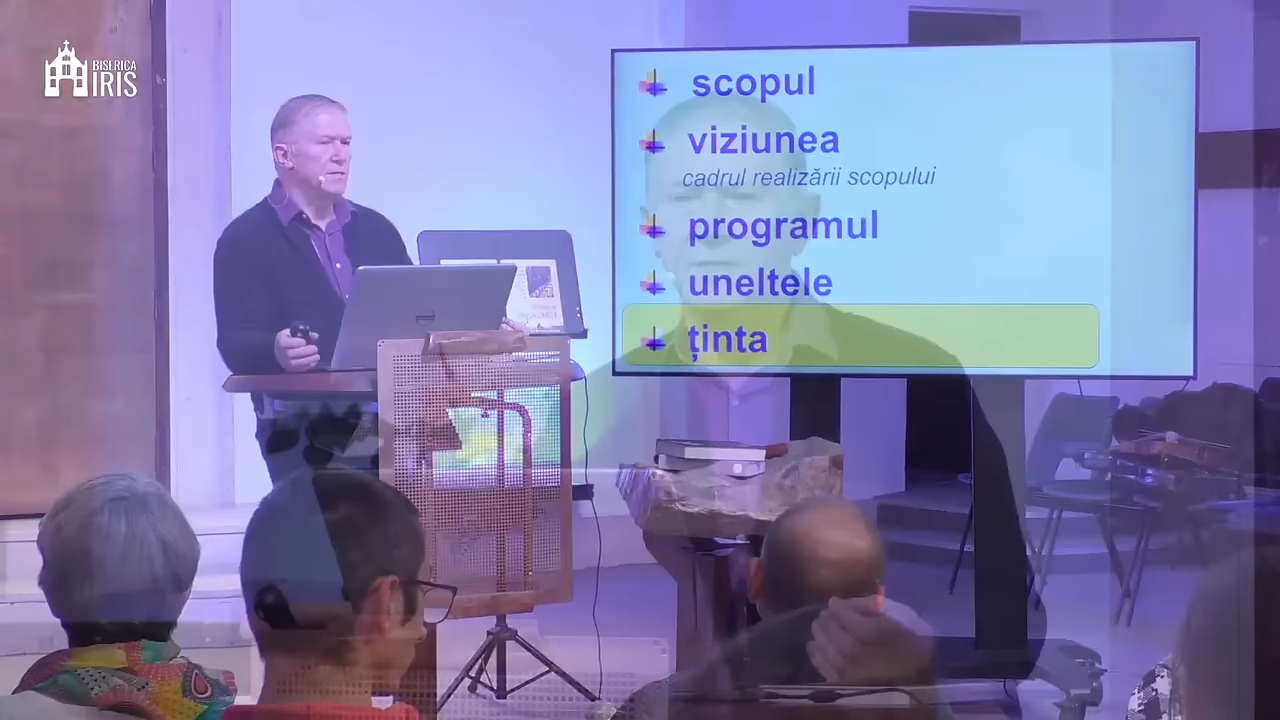 BISERICA
IRIS
scopul
viziunea
cadrul realizării scopului
programul
uneltele
ținta